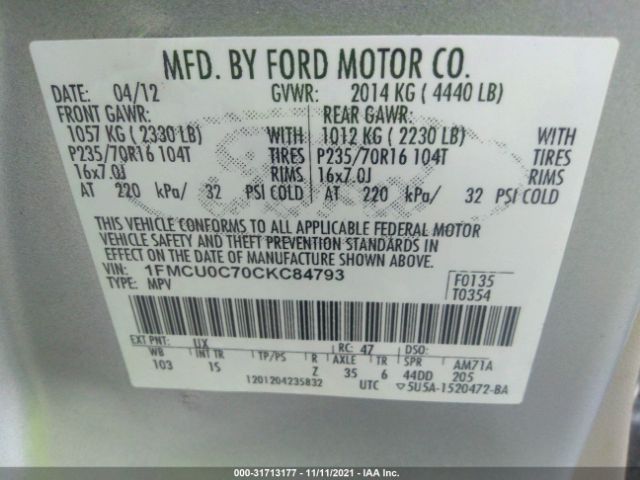 MFD. BY FORD MOTOR CO.
DATE: 04/12 GVWR: 2014 KG ( 4440 LB)
FRONT GAWR: REAR GAWR:
1057 KG ( 2330 LB) WITH 1012 KG ( 2230 LB) WITH
P235/70R16 104T TIRES P235/70R16 104T TIRES
16x7.0J RIMS 16x7.0J RIMS
AT 220 kPa/ 32 PSI COLD AT 220 kPa/ 32 PSI COLD
THIS VEHICLE CONFORMS TO ALL APPLICABLE FEDERAL MOTOR
VEHICLE SAFETY AND THEFT PREVENTION STANDARDS IN
EFFECT ON THE DATE OF MANUFACTURE SHOWN ABOVE.
VIN: 1FMCU0C70CKC84793 F0135
TYPE: MPV T0354
EXT PNT: UX RC: 47 DSO:
WB INT TR TP/PS R AXLE TR SPR AM71A
103 1S Z 35 6 44DD 205
1201204235832 UTC 5U5A-1520472-BA
000-31713177 - 11/11/2021 - IAA Inc.